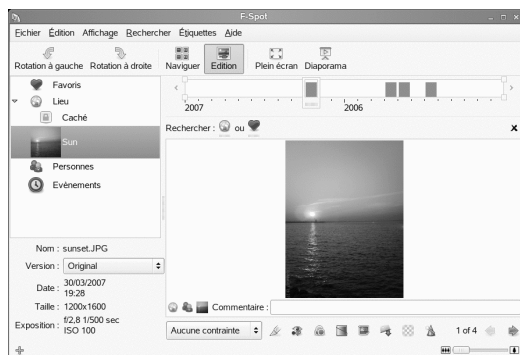 F-Spot
Fichier Édition Affichage Rechercher Étiquettes Aide
Rotation à gauche Rotation à droite Naviguer Edition Plein écran Diaporama
Favoris
Lieu
Caché
Sun
Personnes
Evènements
2007 2006
Rechercher : ou
Nom : sunset.JPG
Version : Original
Date : 30/03/2007
19:28
Taille : 1200x1600
Exposition : f/2.8 1/500 sec
ISO 100
Commentaire :
Aucune contrainte
1 of 4